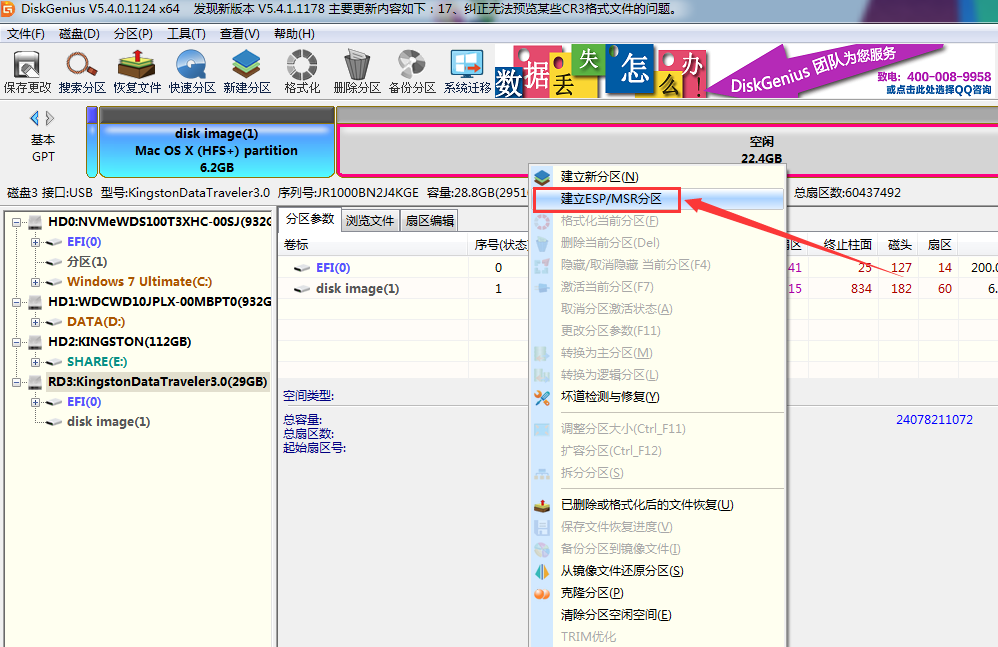 DiskGenius V5.4.0.1124 x64 发现新版本 V5.4.1.1178 主要更新内容如下：17、纠正无法预览某些CR3格式文件的问题。
文件(F) 磁盘(D) 分区(P) 工具(T) 查看(V) 帮助(H)
保存更改 搜索分区 恢复文件 快速分区 新建分区 格式化 删除分区 备份分区 系统迁移
数据丢失怎么办
DiskGenius 团队为您服务
致电: 400-008-9958
或点击此处选择QQ咨询
基本
GPT
disk image(1)
Mac OS X (HFS+) partition
6.2GB
空闲
22.4GB
磁盘3 接口:USB 型号:KingstonDataTraveler3.0 序列号:JR1000BN2J4KGE 容量:28.8GB(2951
总扇区数:60437492
HD0:NVMeWDS100T3XHC-00SJ(932G
EFI(0)
分区(1)
Windows 7 Ultimate(C:)
HD1:WDCWD10JPLX-00MBPT0(932G
DATA(D:)
HD2:KINGSTON(112GB)
SHARE(E:)
RD3:KingstonDataTraveler3.0(29GB)
EFI(0)
disk image(1)
分区参数 浏览文件 扇区编辑
卷标 序号(状态
区 终止柱面 磁头 扇区
EFI(0) 0
41 25 127 14 200.0
disk image(1) 1
15 834 182 60 6.
空间类型:
总容量:
总扇区数:
起始扇区号:
24078211072
建立新分区(N)
建立ESP/MSR分区
格式化当前分区(F)
删除当前分区(Del)
隐藏/取消隐藏 当前分区(F4)
激活当前分区(F7)
取消分区激活状态(A)
更改分区参数(F11)
转换为主分区(M)
转换为逻辑分区(L)
坏道检测与修复(Y)
调整分区大小(Ctrl_F11)
扩容分区(Ctrl_F12)
拆分分区(S)
已删除或格式化后的文件恢复(U)
保存文件恢复进度(V)
备份分区到镜像文件(I)
从镜像文件还原分区(S)
克隆分区(P)
清除分区空闲空间(E)
TRIM优化